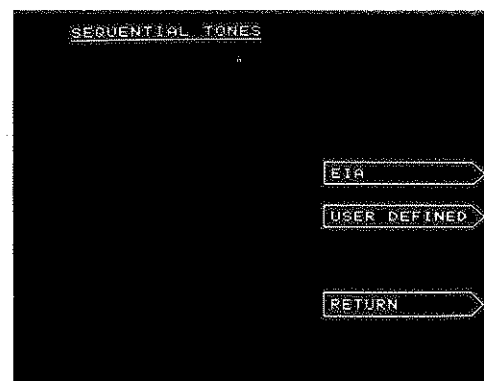 SEQUENTIAL TONES
EIA
USER DEFINED
RETURN